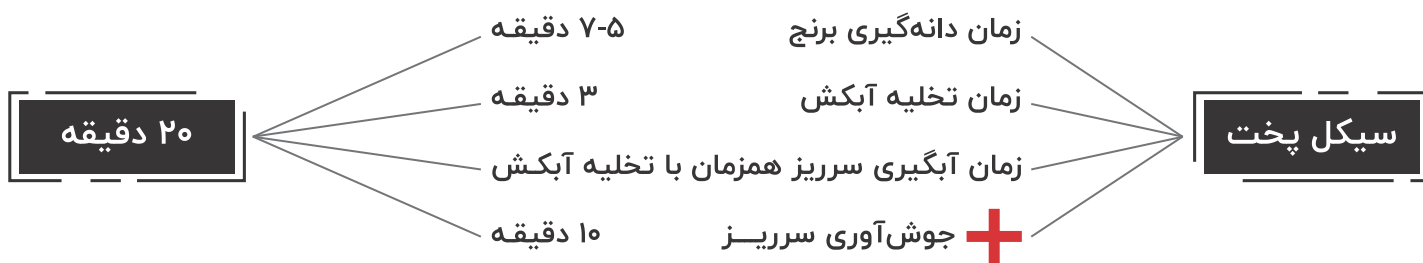 سیکل پخت
زمان دانه‌گیری برنج ۵-۷ دقیقه
زمان تخلیه آبکش ۳ دقیقه
زمان آبگیری سرریز همزمان با تخلیه آبکش
+ جوش‌آوری سرریز ۱۰ دقیقه
۲۰ دقیقه